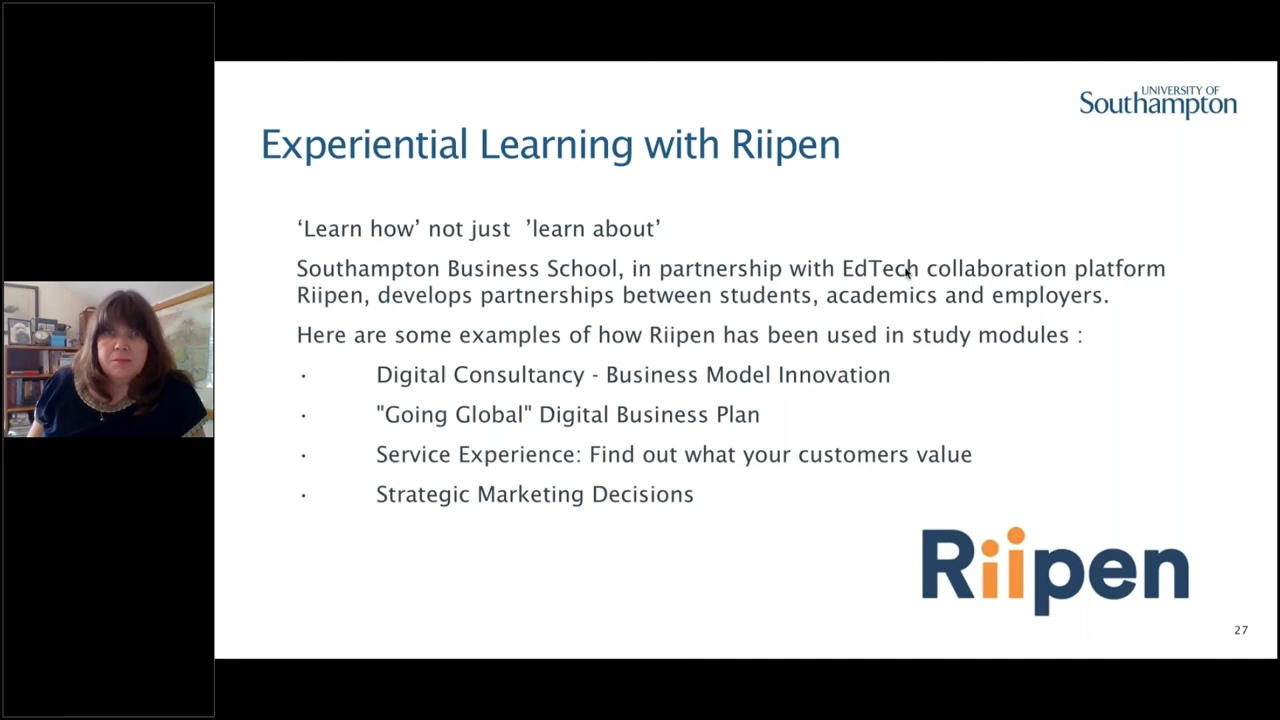 UNIVERSITY OF
Southampton
Experiential Learning with Riipen
‘Learn how’ not just ’learn about’
Southampton Business School, in partnership with EdTech collaboration platform
Riipen, develops partnerships between students, academics and employers.
Here are some examples of how Riipen has been used in study modules :
· Digital Consultancy - Business Model Innovation
· "Going Global" Digital Business Plan
· Service Experience: Find out what your customers value
· Strategic Marketing Decisions
Riipen
27